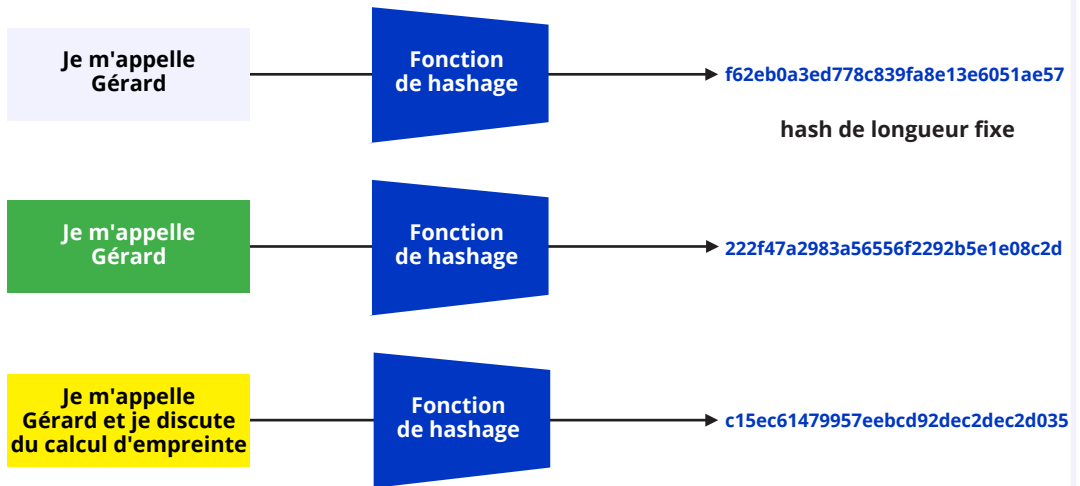 Je m'appelle
Gérard
Fonction
de hashage
f62eb0a3ed778c839fa8e13e6051ae57
hash de longueur fixe
Je m'appelle
Gérard
Fonction
de hashage
222f47a2983a56556f2292b5e1e08c2d
Je m'appelle
Gérard et je discute
du calcul d'empreinte
Fonction
de hashage
c15ec61479957eebcd92dec2dec2d035